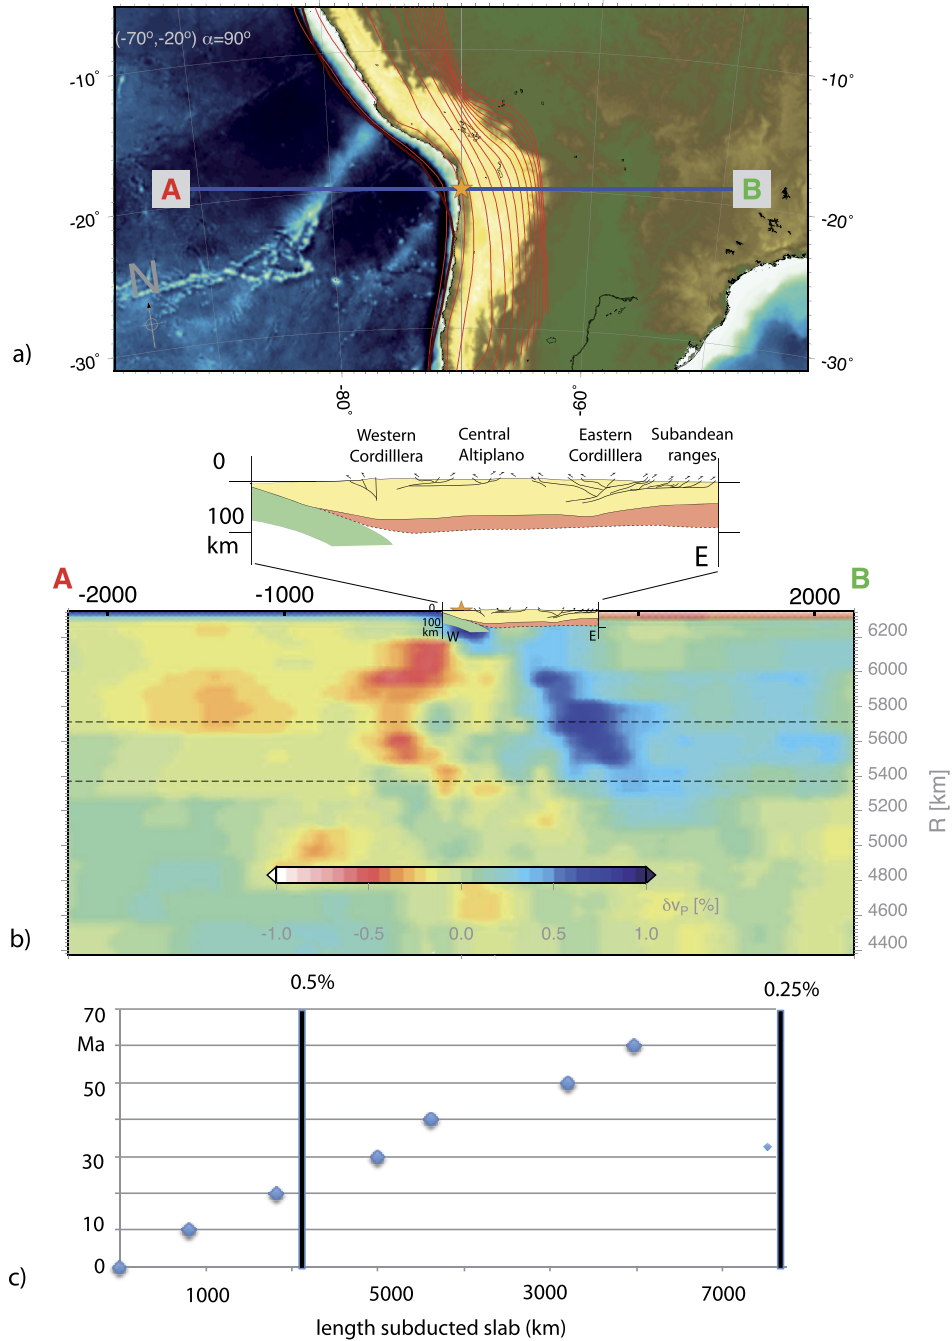 (-70°,-20°) α=90°
-10°
-10°
A
B
-20°
-20°
N
-30°
-30°
a)
-80°
-60°
Western
Cordilllera
Central
Altiplano
Eastern
Cordilllera
Subandean
ranges
0
100
km
E
A
B
-2000
-1000
2000
0
100
km
W
E
6200
6000
5800
5600
5400
5200
5000
4800
4600
4400
R [km]
δvP [%]
-1.0
-0.5
0.0
0.5
1.0
b)
0.5%
0.25%
70
Ma
50
30
10
0
c)
1000
5000
3000
7000
length subducted slab (km)